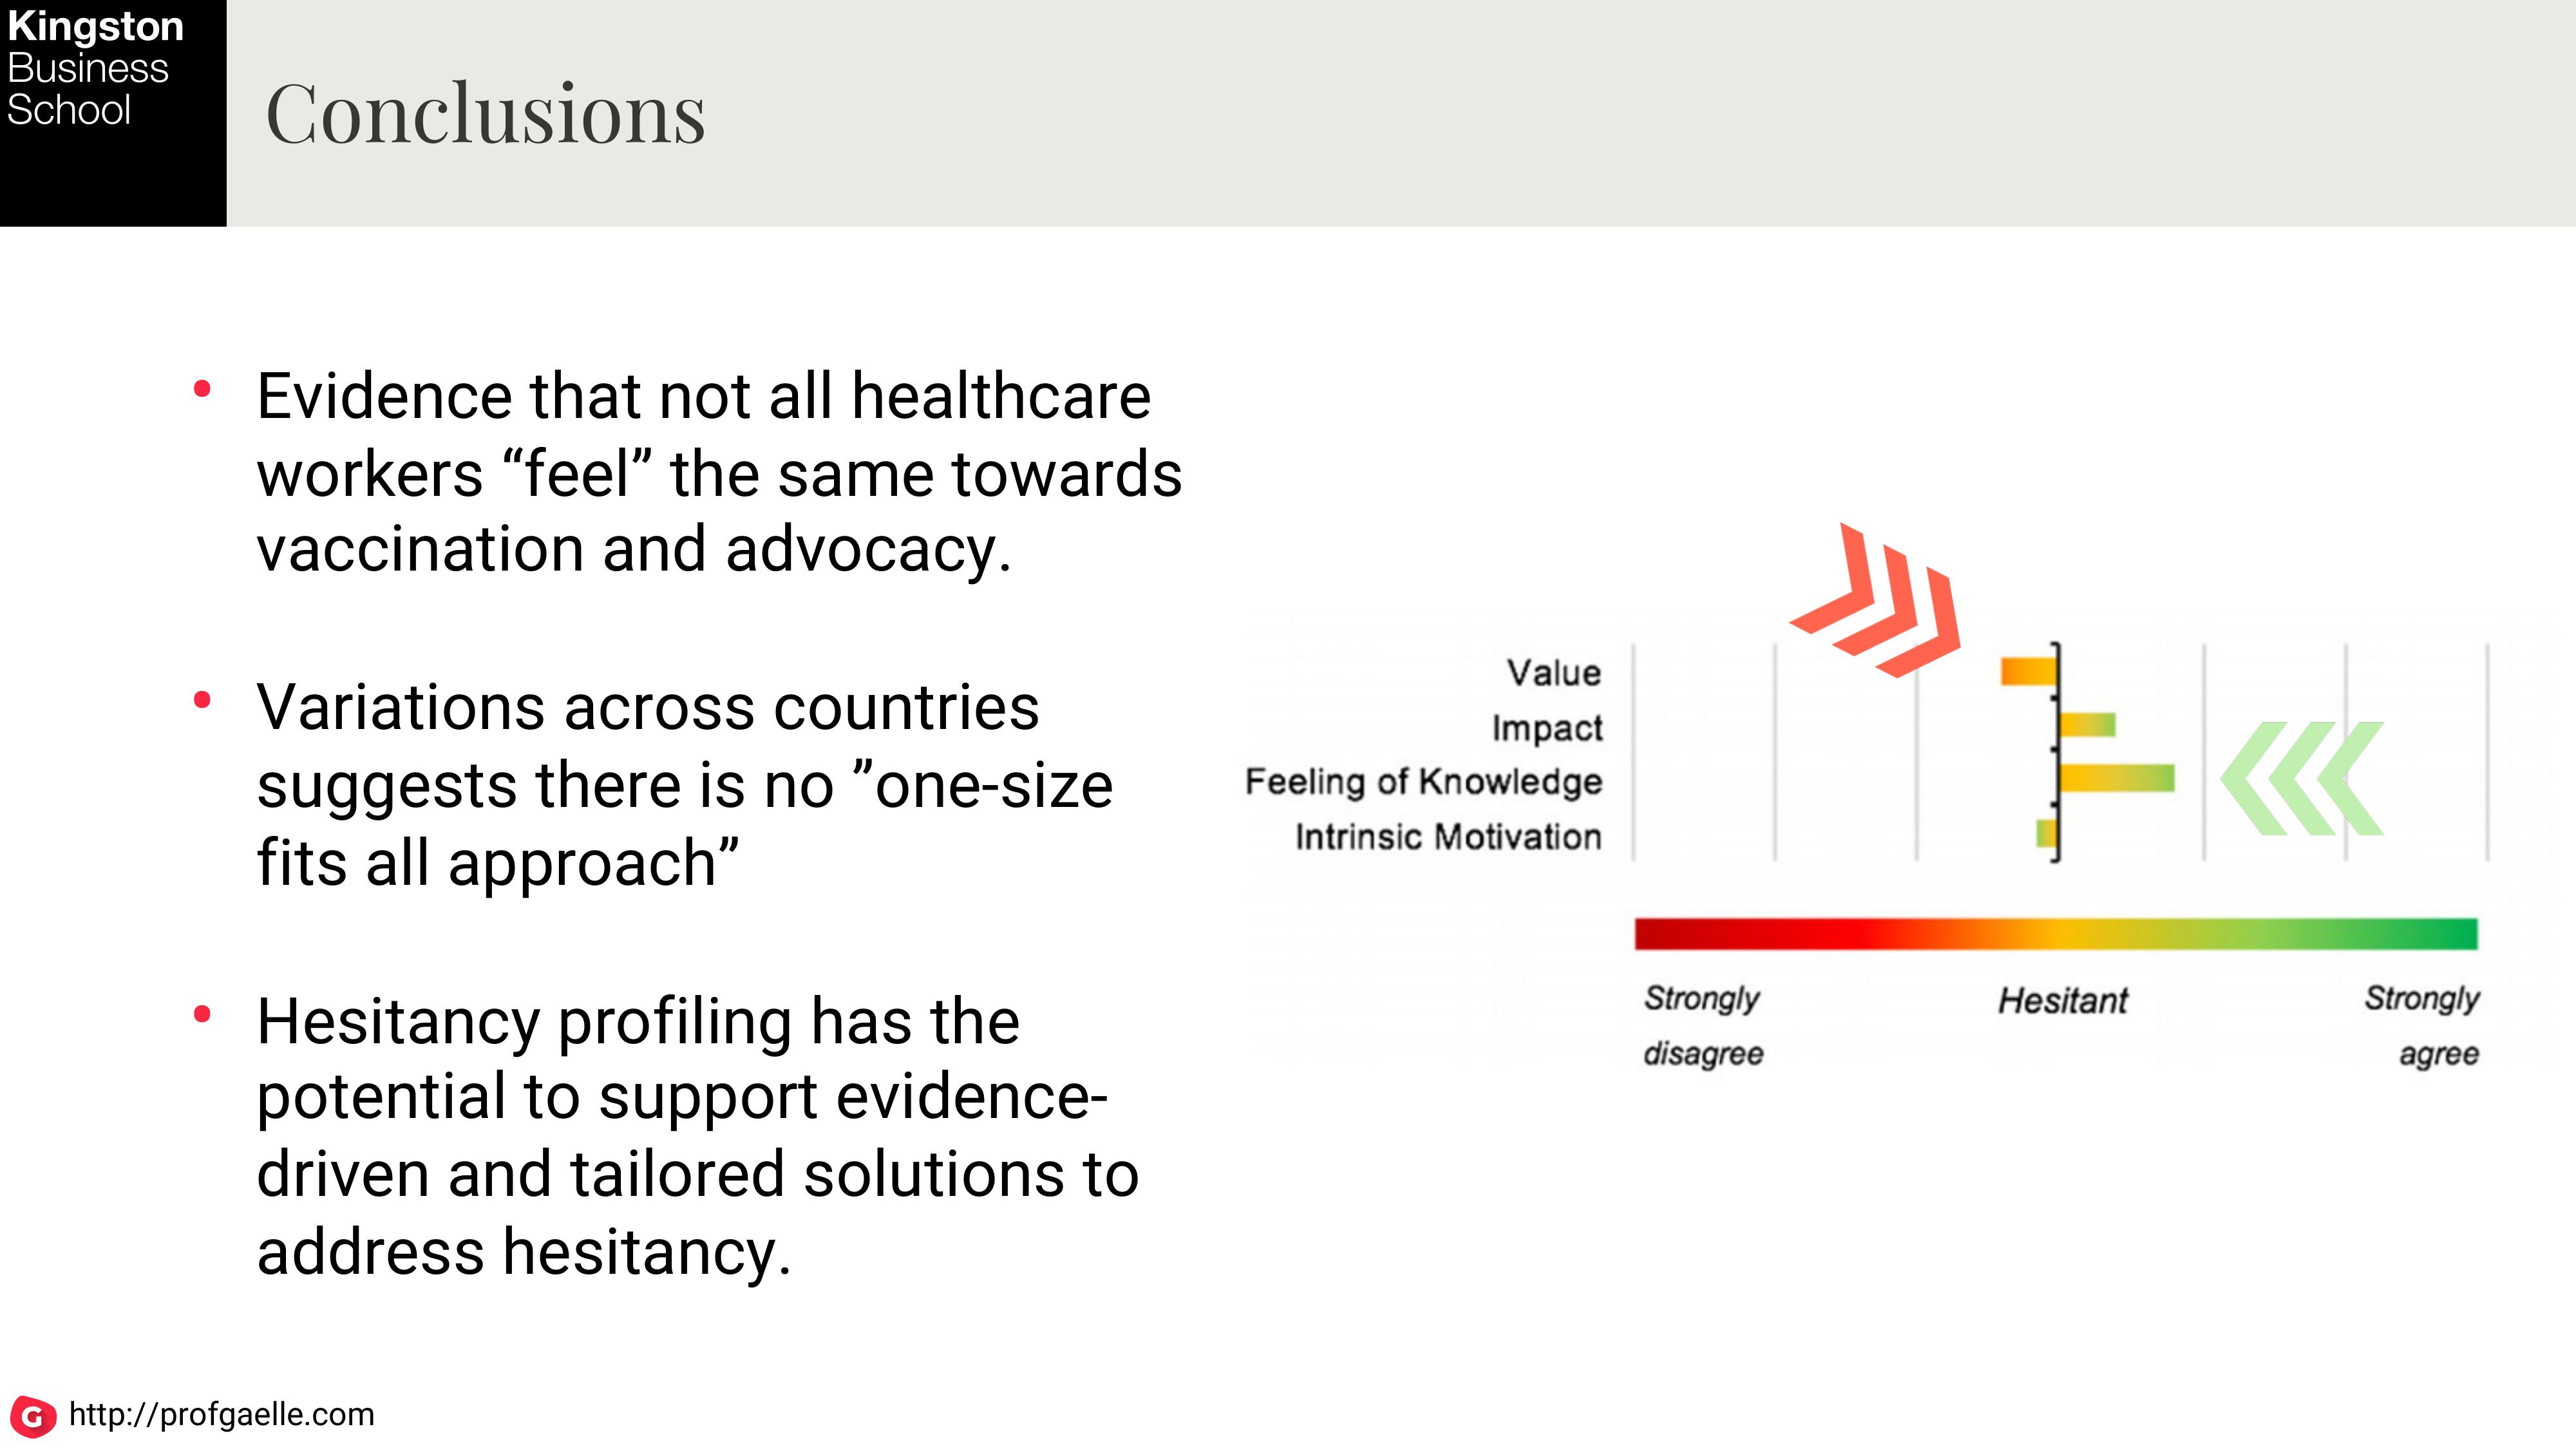 Kingston
Business
School
Conclusions
• Evidence that not all healthcare
workers “feel” the same towards
vaccination and advocacy.
• Variations across countries
suggests there is no ”one-size
fits all approach”
• Hesitancy profiling has the
potential to support evidence-
driven and tailored solutions to
address hesitancy.
Value
Impact
Feeling of Knowledge
Intrinsic Motivation
Strongly
disagree
Hesitant
Strongly
agree
G http://profgaelle.com